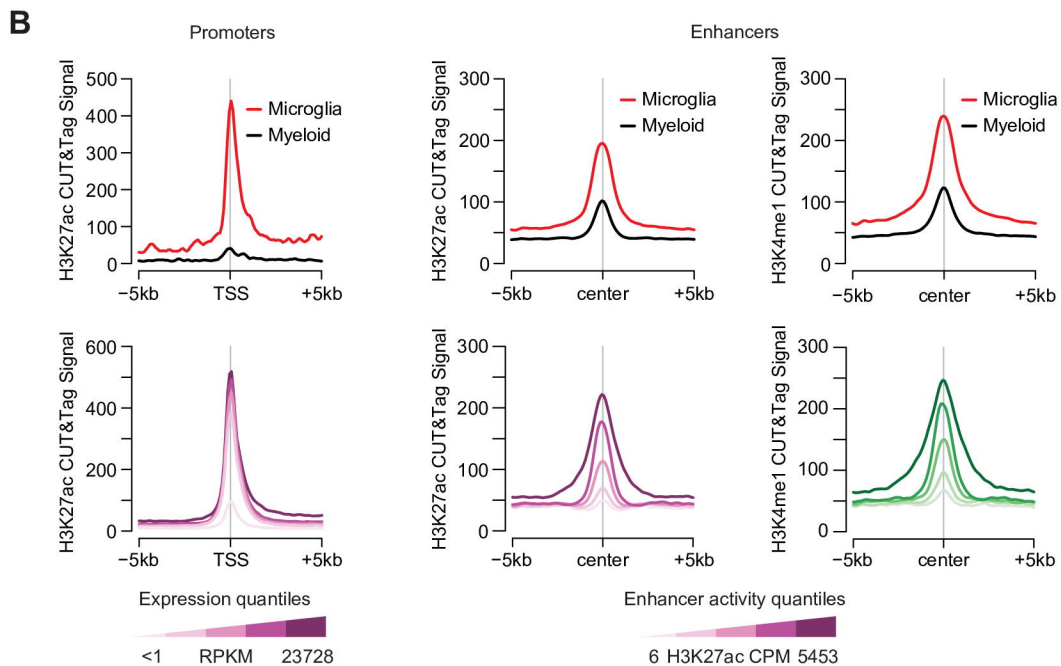 B
Promoters
Enhancers
H3K27ac CUT&Tag Signal
500
400
300
200
100
0
Microglia
Myeloid
−5kb
TSS
+5kb
H3K27ac CUT&Tag Signal
300
200
100
0
Microglia
Myeloid
−5kb
center
+5kb
H3K4me1 CUT&Tag Signal
300
200
100
0
Microglia
Myeloid
−5kb
center
+5kb
H3K27ac CUT&Tag Signal
600
400
200
0
−5kb
TSS
+5kb
H3K27ac CUT&Tag Signal
300
200
100
0
−5kb
center
+5kb
H3K4me1 CUT&Tag Signal
300
200
100
0
−5kb
center
+5kb
Expression quantiles
<1 RPKM 23728
Enhancer activity quantiles
6 H3K27ac CPM 5453